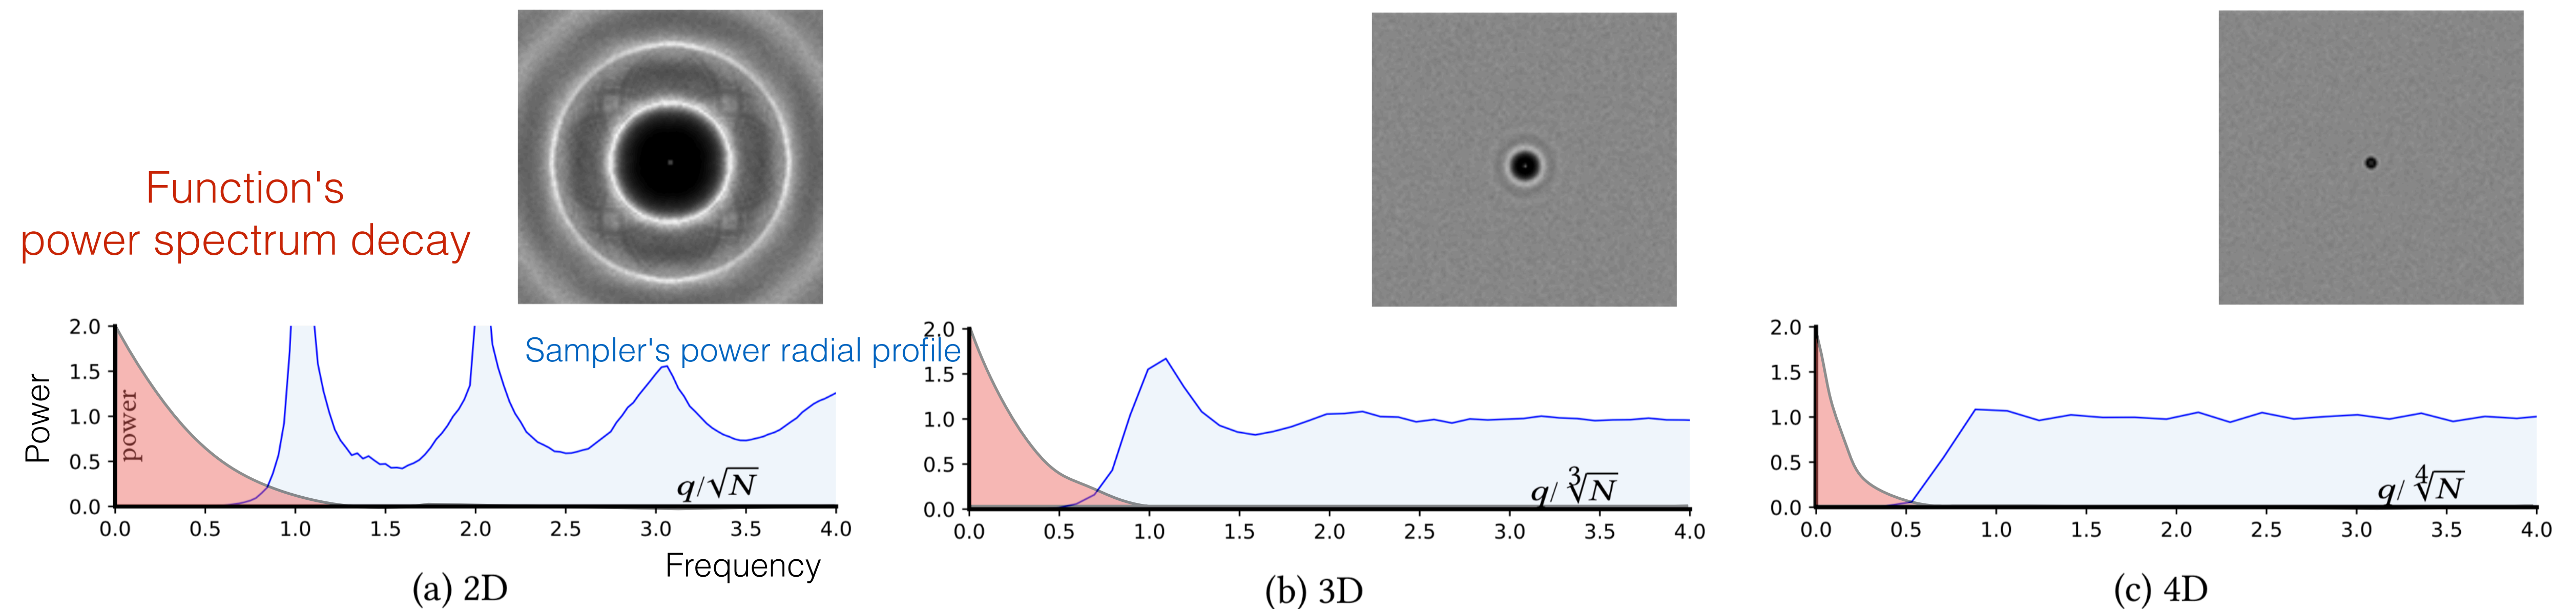 Function's
power spectrum decay
Sampler's power radial profile
Power
power
2.0
1.5
1.0
0.5
0.0
q/√N
0.0 0.5 1.0 1.5 2.0 2.5 3.0 3.5 4.0
Frequency
(a) 2D
2.0
1.5
1.0
0.5
0.0
q/∛N
0.0 0.5 1.0 1.5 2.0 2.5 3.0 3.5 4.0
(b) 3D
2.0
1.5
1.0
0.5
0.0
q/∜N
0.0 0.5 1.0 1.5 2.0 2.5 3.0 3.5 4.0
(c) 4D